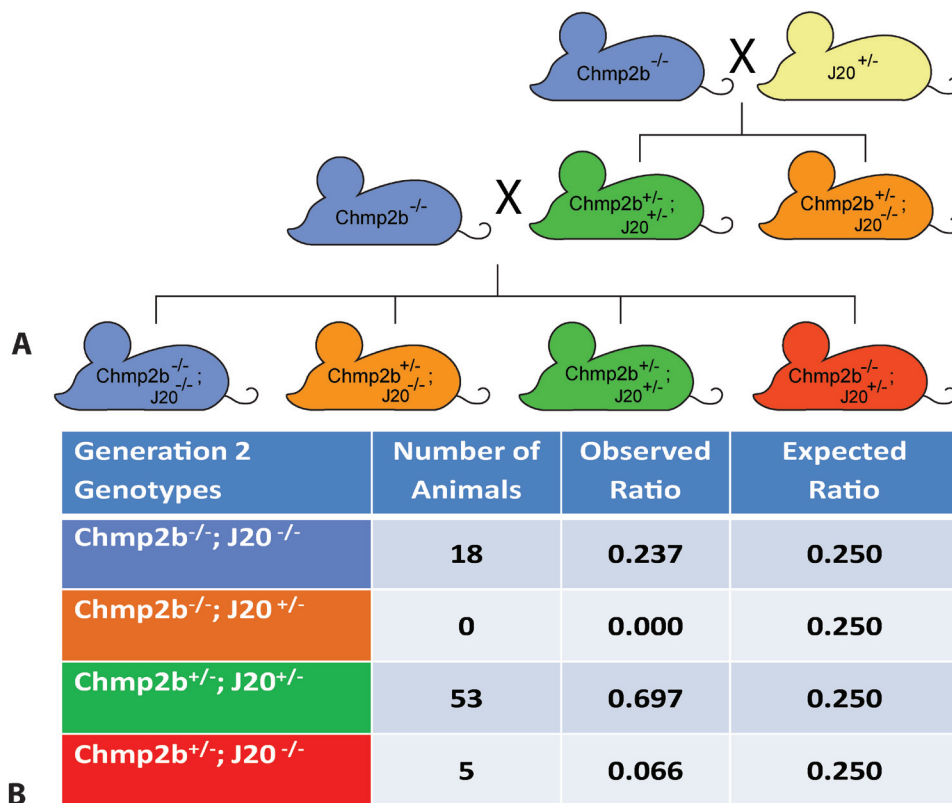 Chmp2b -/- X J20 +/-
Chmp2b -/- X Chmp2b +/- ; J20 +/- Chmp2b +/- ; J20 -/-
A
Chmp2b -/- ; J20 -/- Chmp2b +/- ; J20 -/- Chmp2b +/- ; J20 +/- Chmp2b -/- ; J20 +/-
Generation 2 Genotypes Number of Animals Observed Ratio Expected Ratio
Chmp2b-/-; J20 -/- 18 0.237 0.250
Chmp2b-/-; J20 +/- 0 0.000 0.250
Chmp2b+/-; J20+/- 53 0.697 0.250
Chmp2b+/-; J20 -/- 5 0.066 0.250
B